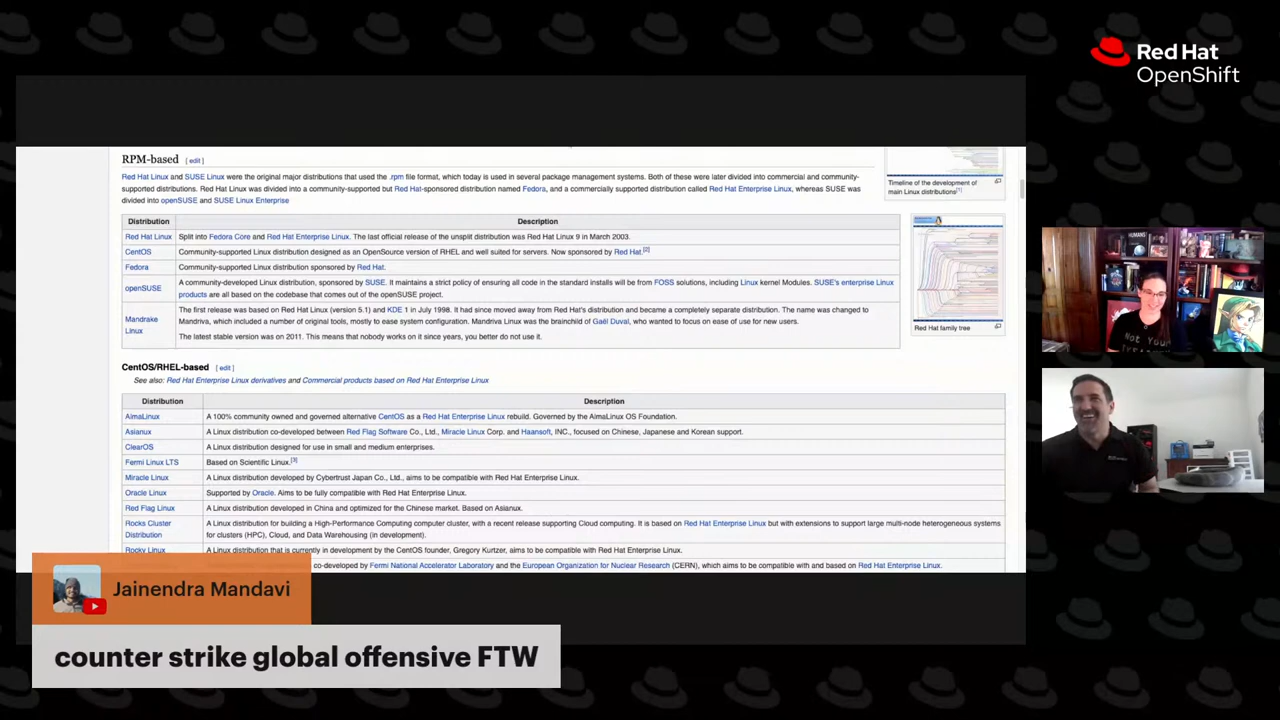 Red Hat
OpenShift
RPM-based [ edit ]
Red Hat Linux and SUSE Linux were the original major distributions that used the .rpm file format, which today is used in several package management systems. Both of these were later divided into commercial and community-
supported distributions. Red Hat Linux was divided into a community-supported but Red Hat-sponsored distribution named Fedora, and a commercially supported distribution called Red Hat Enterprise Linux, whereas SUSE was
divided into openSUSE and SUSE Linux Enterprise
Timeline of the development of
main Linux distributions[1]
Distribution Description
Red Hat Linux Split into Fedora Core and Red Hat Enterprise Linux. The last official release of the unsplit distribution was Red Hat Linux 9 in March 2003.
CentOS Community-supported Linux distribution designed as an OpenSource version of RHEL and well suited for servers. Now sponsored by Red Hat.[2]
Fedora Community-supported Linux distribution sponsored by Red Hat.
openSUSE A community-developed Linux distribution, sponsored by SUSE. It maintains a strict policy of ensuring all code in the standard installs will be from FOSS solutions, including Linux kernel Modules. SUSE's enterprise Linux
products are all based on the codebase that comes out of the openSUSE project.
Mandrake
Linux
The first release was based on Red Hat Linux (version 5.1) and KDE 1 in July 1998. It had since moved away from Red Hat's distribution and became a completely separate distribution. The name was changed to
Mandriva, which included a number of original tools, mostly to ease system configuration. Mandriva Linux was the brainchild of Gaël Duval, who wanted to focus on ease of use for new users.
The latest stable version was on 2011. This means that nobody works on it since years, you better do not use it.
Red Hat family tree
CentOS/RHEL-based [ edit ]
See also: Red Hat Enterprise Linux derivatives and Commercial products based on Red Hat Enterprise Linux
Distribution Description
AlmaLinux A 100% community owned and governed alternative CentOS as a Red Hat Enterprise Linux rebuild. Governed by the AlmaLinux OS Foundation.
Asianux A Linux distribution co-developed between Red Flag Software Co., Ltd., Miracle Linux Corp. and Haansoft, INC., focused on Chinese, Japanese and Korean support.
ClearOS A Linux distribution designed for use in small and medium enterprises.
Fermi Linux LTS Based on Scientific Linux.[3]
Miracle Linux A Linux distribution developed by Cybertrust Japan Co., Ltd., aims to be compatible with Red Hat Enterprise Linux.
Oracle Linux Supported by Oracle. Aims to be fully compatible with Red Hat Enterprise Linux.
Red Flag Linux A Linux distribution developed in China and optimized for the Chinese market. Based on Asianux.
Rocks Cluster
Distribution
A Linux distribution for building a High-Performance Computing computer cluster, with a recent release supporting Cloud computing. It is based on Red Hat Enterprise Linux but with extensions to support large multi-node heterogeneous systems
for clusters (HPC), Cloud, and Data Warehousing (in development).
Rocky Linux A Linux distribution that is currently in development by the CentOS founder, Gregory Kurtzer, aims to be compatible with Red Hat Enterprise Linux.
co-developed by Fermi National Accelerator Laboratory and the European Organization for Nuclear Research (CERN), which aims to be compatible with and based on Red Hat Enterprise Linux.
HUMANS
Not Your
Jainendra Mandavi
counter strike global offensive FTW